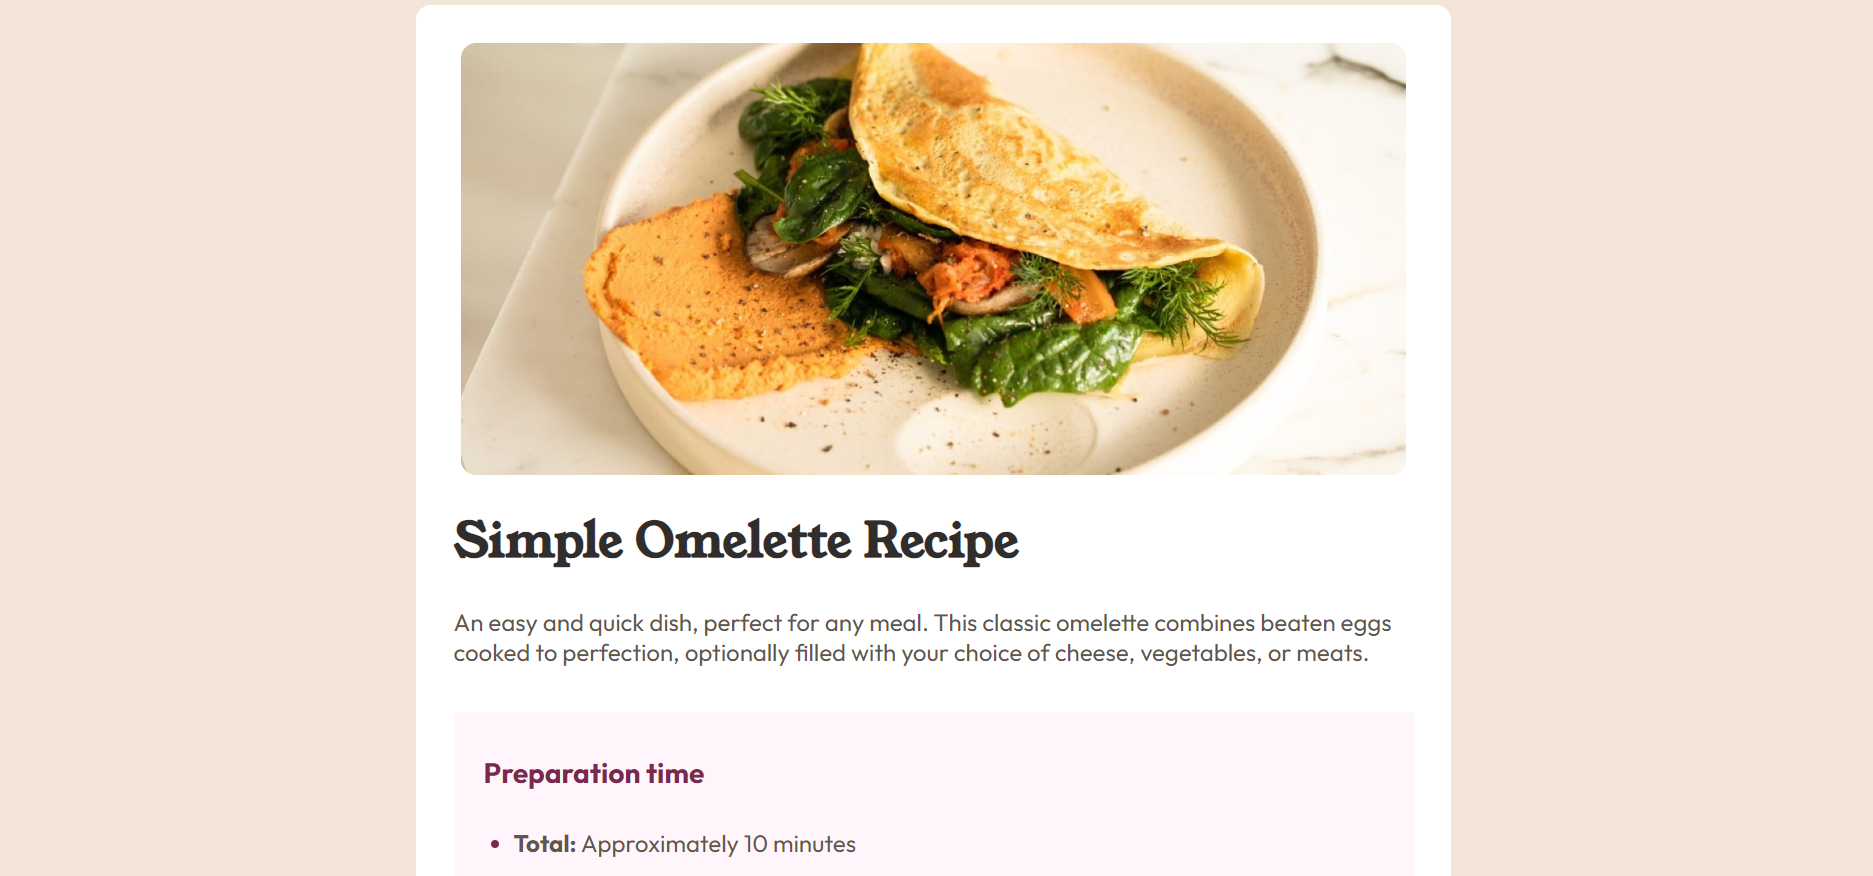 Simple Omelette Recipe
An easy and quick dish, perfect for any meal. This classic omelette combines beaten eggs
cooked to perfection, optionally filled with your choice of cheese, vegetables, or meats.
Preparation time
• Total: Approximately 10 minutes